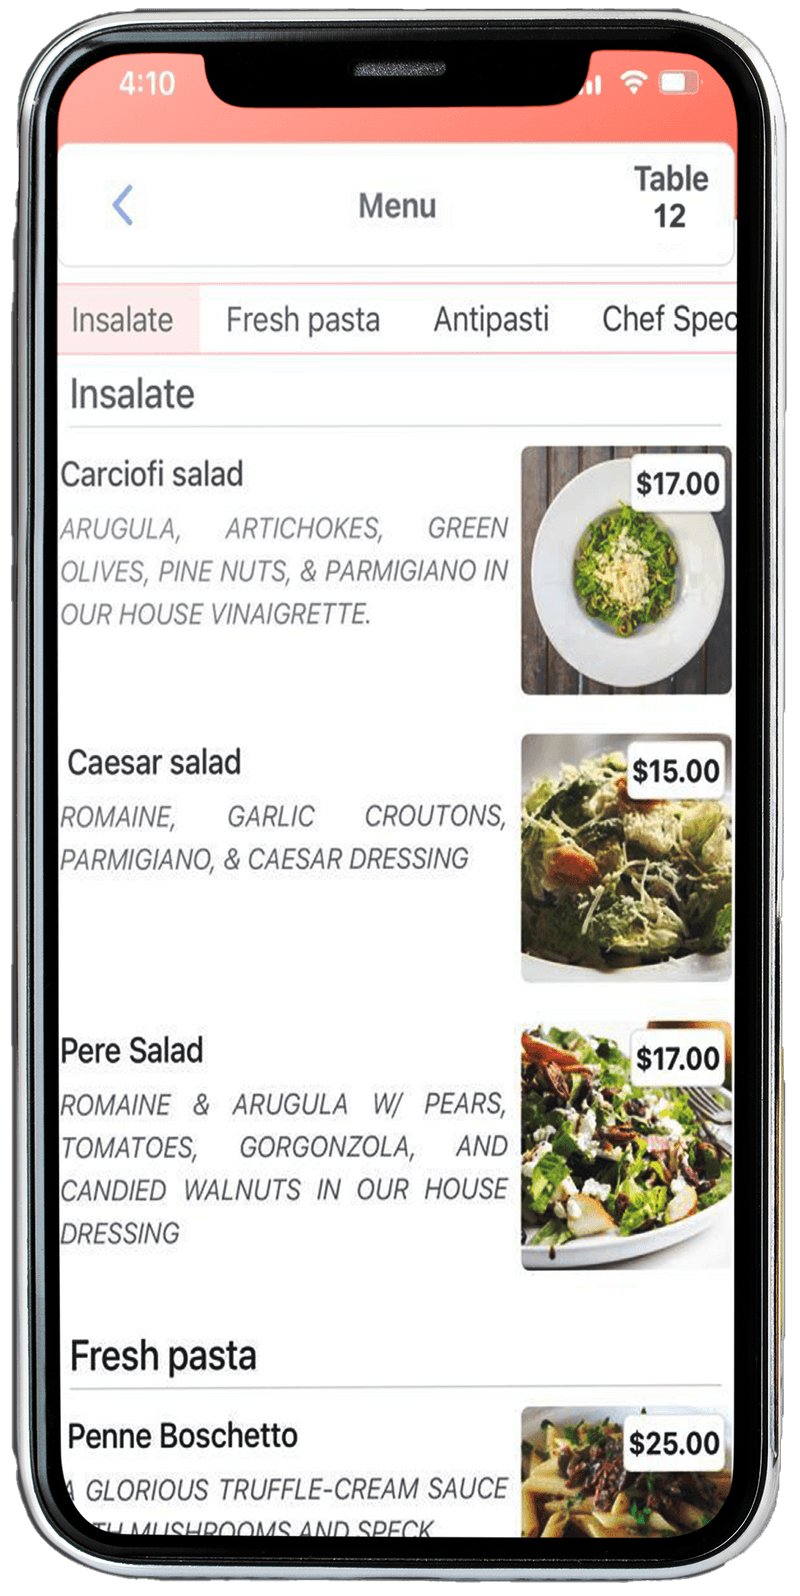 4:10
Menu
Table
12
Insalate Fresh pasta Antipasti Chef Spec
Insalate
Carciofi salad
$17.00
ARUGULA, ARTICHOKES, GREEN
OLIVES, PINE NUTS, & PARMIGIANO IN
OUR HOUSE VINAIGRETTE.
Caesar salad
$15.00
ROMAINE, GARLIC CROUTONS,
PARMIGIANO, & CAESAR DRESSING
Pere Salad
$17.00
ROMAINE & ARUGULA W/ PEARS,
TOMATOES, GORGONZOLA, AND
CANDIED WALNUTS IN OUR HOUSE
DRESSING
Fresh pasta
Penne Boschetto
$25.00
A GLORIOUS TRUFFLE-CREAM SAUCE
TH MUSHROOMS AND SPECK